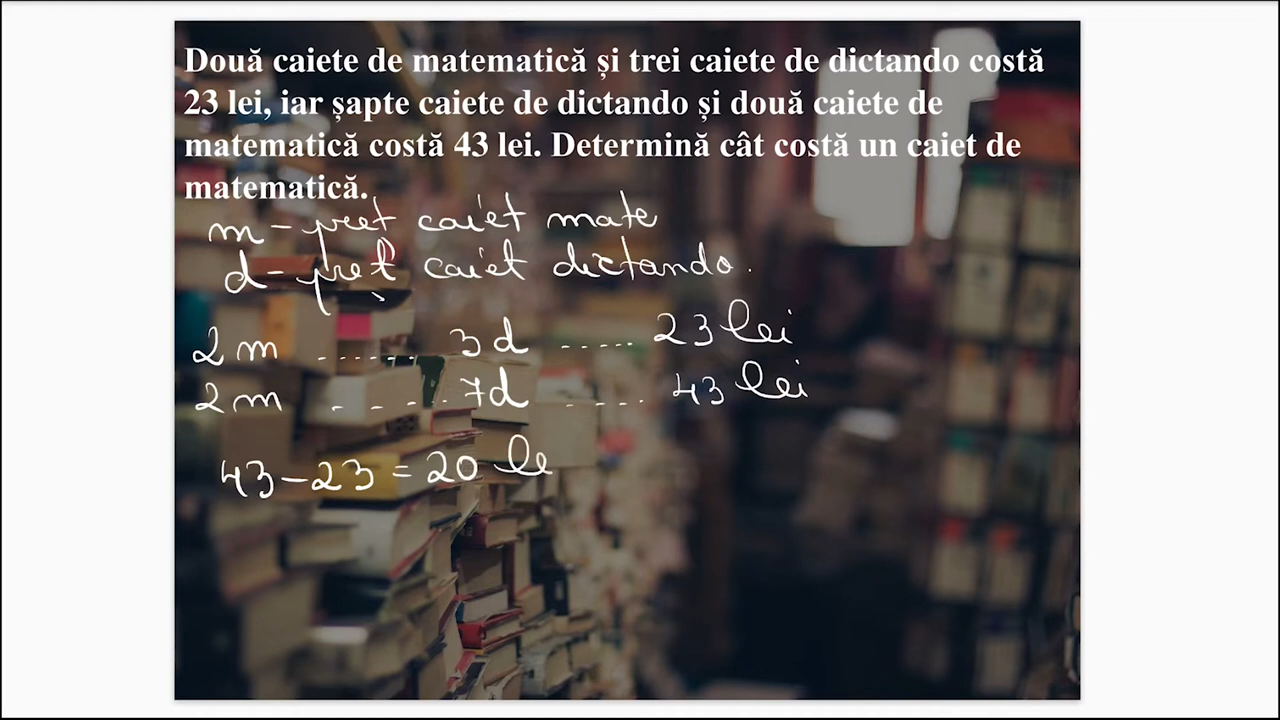 Două caiete de matematică și trei caiete de dictando costă
23 lei, iar șapte caiete de dictando și două caiete de
matematică costă 43 lei. Determină cât costă un caiet de
matematică.
m - preț caiet mate
d - preț caiet dictando.
2m ...... 3d ..... 23 lei
2m ...... 7d ..... 43 lei
43-23 = 20 le